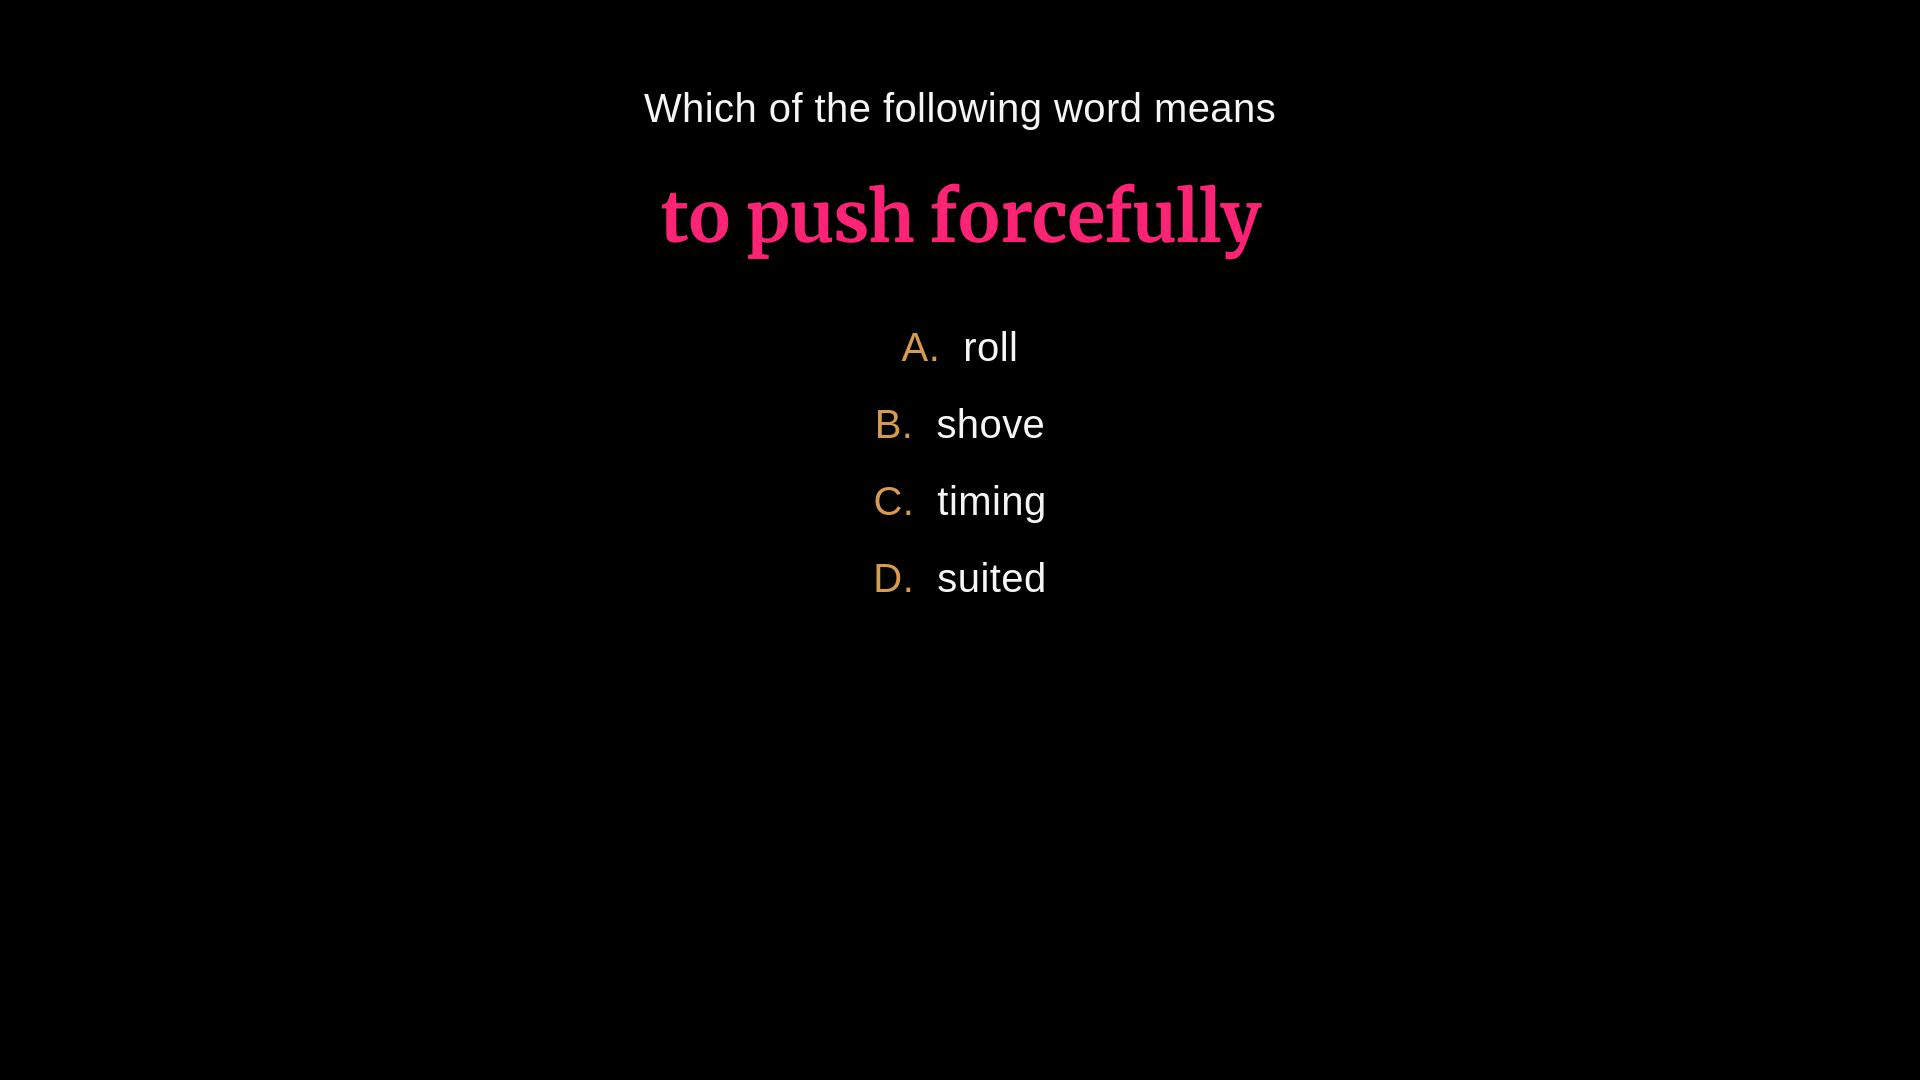 Which of the following word means
to push forcefully
A. roll
B. shove
C. timing
D. suited